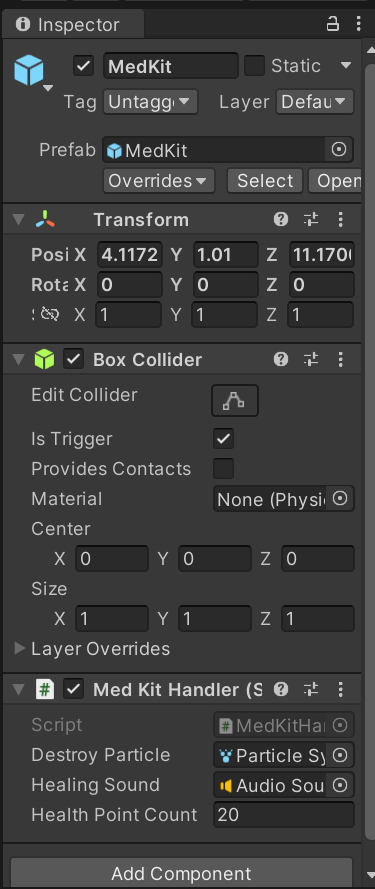 Inspector
MedKit Static
Tag Untagge Layer Defau
Prefab MedKit
Overrides Select Open
Transform
Posi X 4.1172 Y 1.01 Z 11.170
Rota X 0 Y 0 Z 0
X 1 Y 1 Z 1
Box Collider
Edit Collider
Is Trigger
Provides Contacts
Material None (Physi
Center
X 0 Y 0 Z 0
Size
X 1 Y 1 Z 1
Layer Overrides
# Med Kit Handler (S
Script # MedKitHan
Destroy Particle Particle Sy
Healing Sound Audio Sou
Health Point Count 20
Add Component